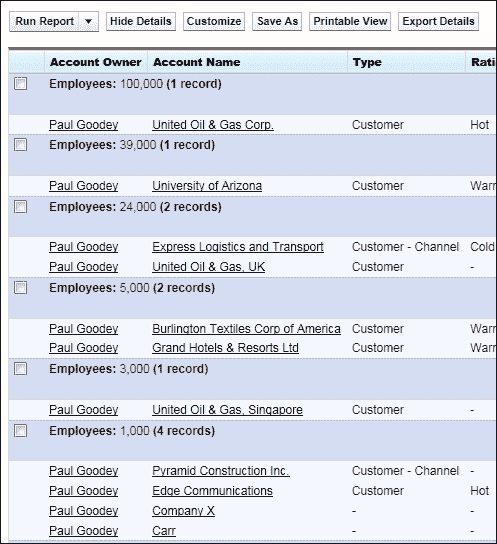 Run Report Hide Details Customize Save As Printable View Export Details
Account Owner Account Name Type Rati
Employees: 100,000 (1 record)
Paul Goodey United Oil & Gas Corp. Customer Hot
Employees: 39,000 (1 record)
Paul Goodey University of Arizona Customer Warr
Employees: 24,000 (2 records)
Paul Goodey Express Logistics and Transport Customer - Channel Cold
Paul Goodey United Oil & Gas, UK Customer -
Employees: 5,000 (2 records)
Paul Goodey Burlington Textiles Corp of America Customer Warr
Paul Goodey Grand Hotels & Resorts Ltd Customer Warr
Employees: 3,000 (1 record)
Paul Goodey United Oil & Gas, Singapore Customer -
Employees: 1,000 (4 records)
Paul Goodey Pyramid Construction Inc. Customer - Channel -
Paul Goodey Edge Communications Customer Hot
Paul Goodey Company X - -
Paul Goodey Carr - -